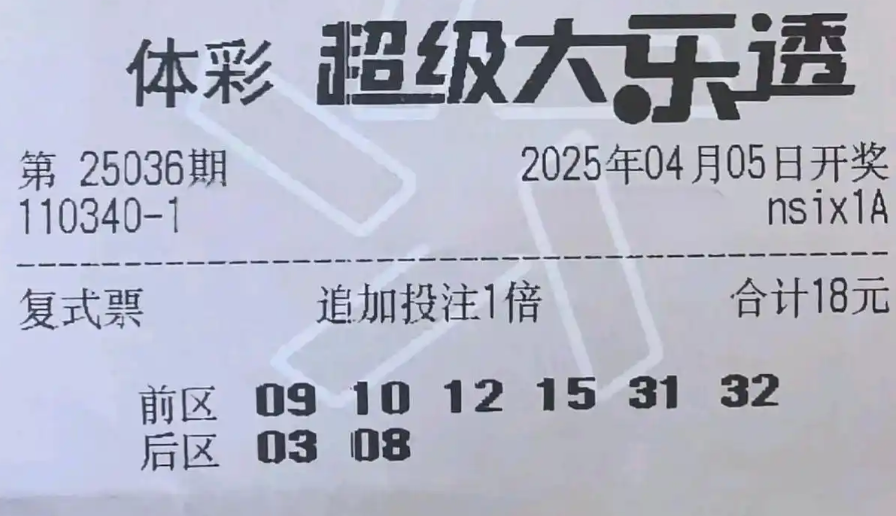 体彩 超级大乐透
第 25036期 2025年04月05日开奖
110340-1 nsix1A
复式票 追加投注1倍 合计18元
前区 09 10 12 15 31 32
后区 03 08